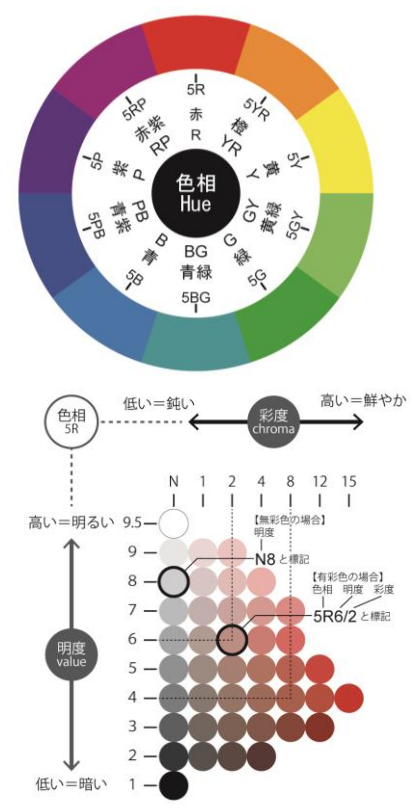 5R
赤
R
5YR
橙
YR
5Y
黄
Y
5GY
黄緑
GY
5G
緑
G
5BG
青緑
BG
5B
青
B
5PB
青紫
PB
5P
紫
P
5RP
赤紫
RP
色相
Hue
色相
5R
低い＝鈍い
彩度
chroma
高い＝鮮やか
N 1 2 4 8 12 15
高い＝明るい 9.5
【無彩色の場合】
明度
N8 と標記
【有彩色の場合】
色相 明度 彩度
5R6/2 と標記
9
8
7
6
明度
value
5
4
3
2
低い＝暗い 1